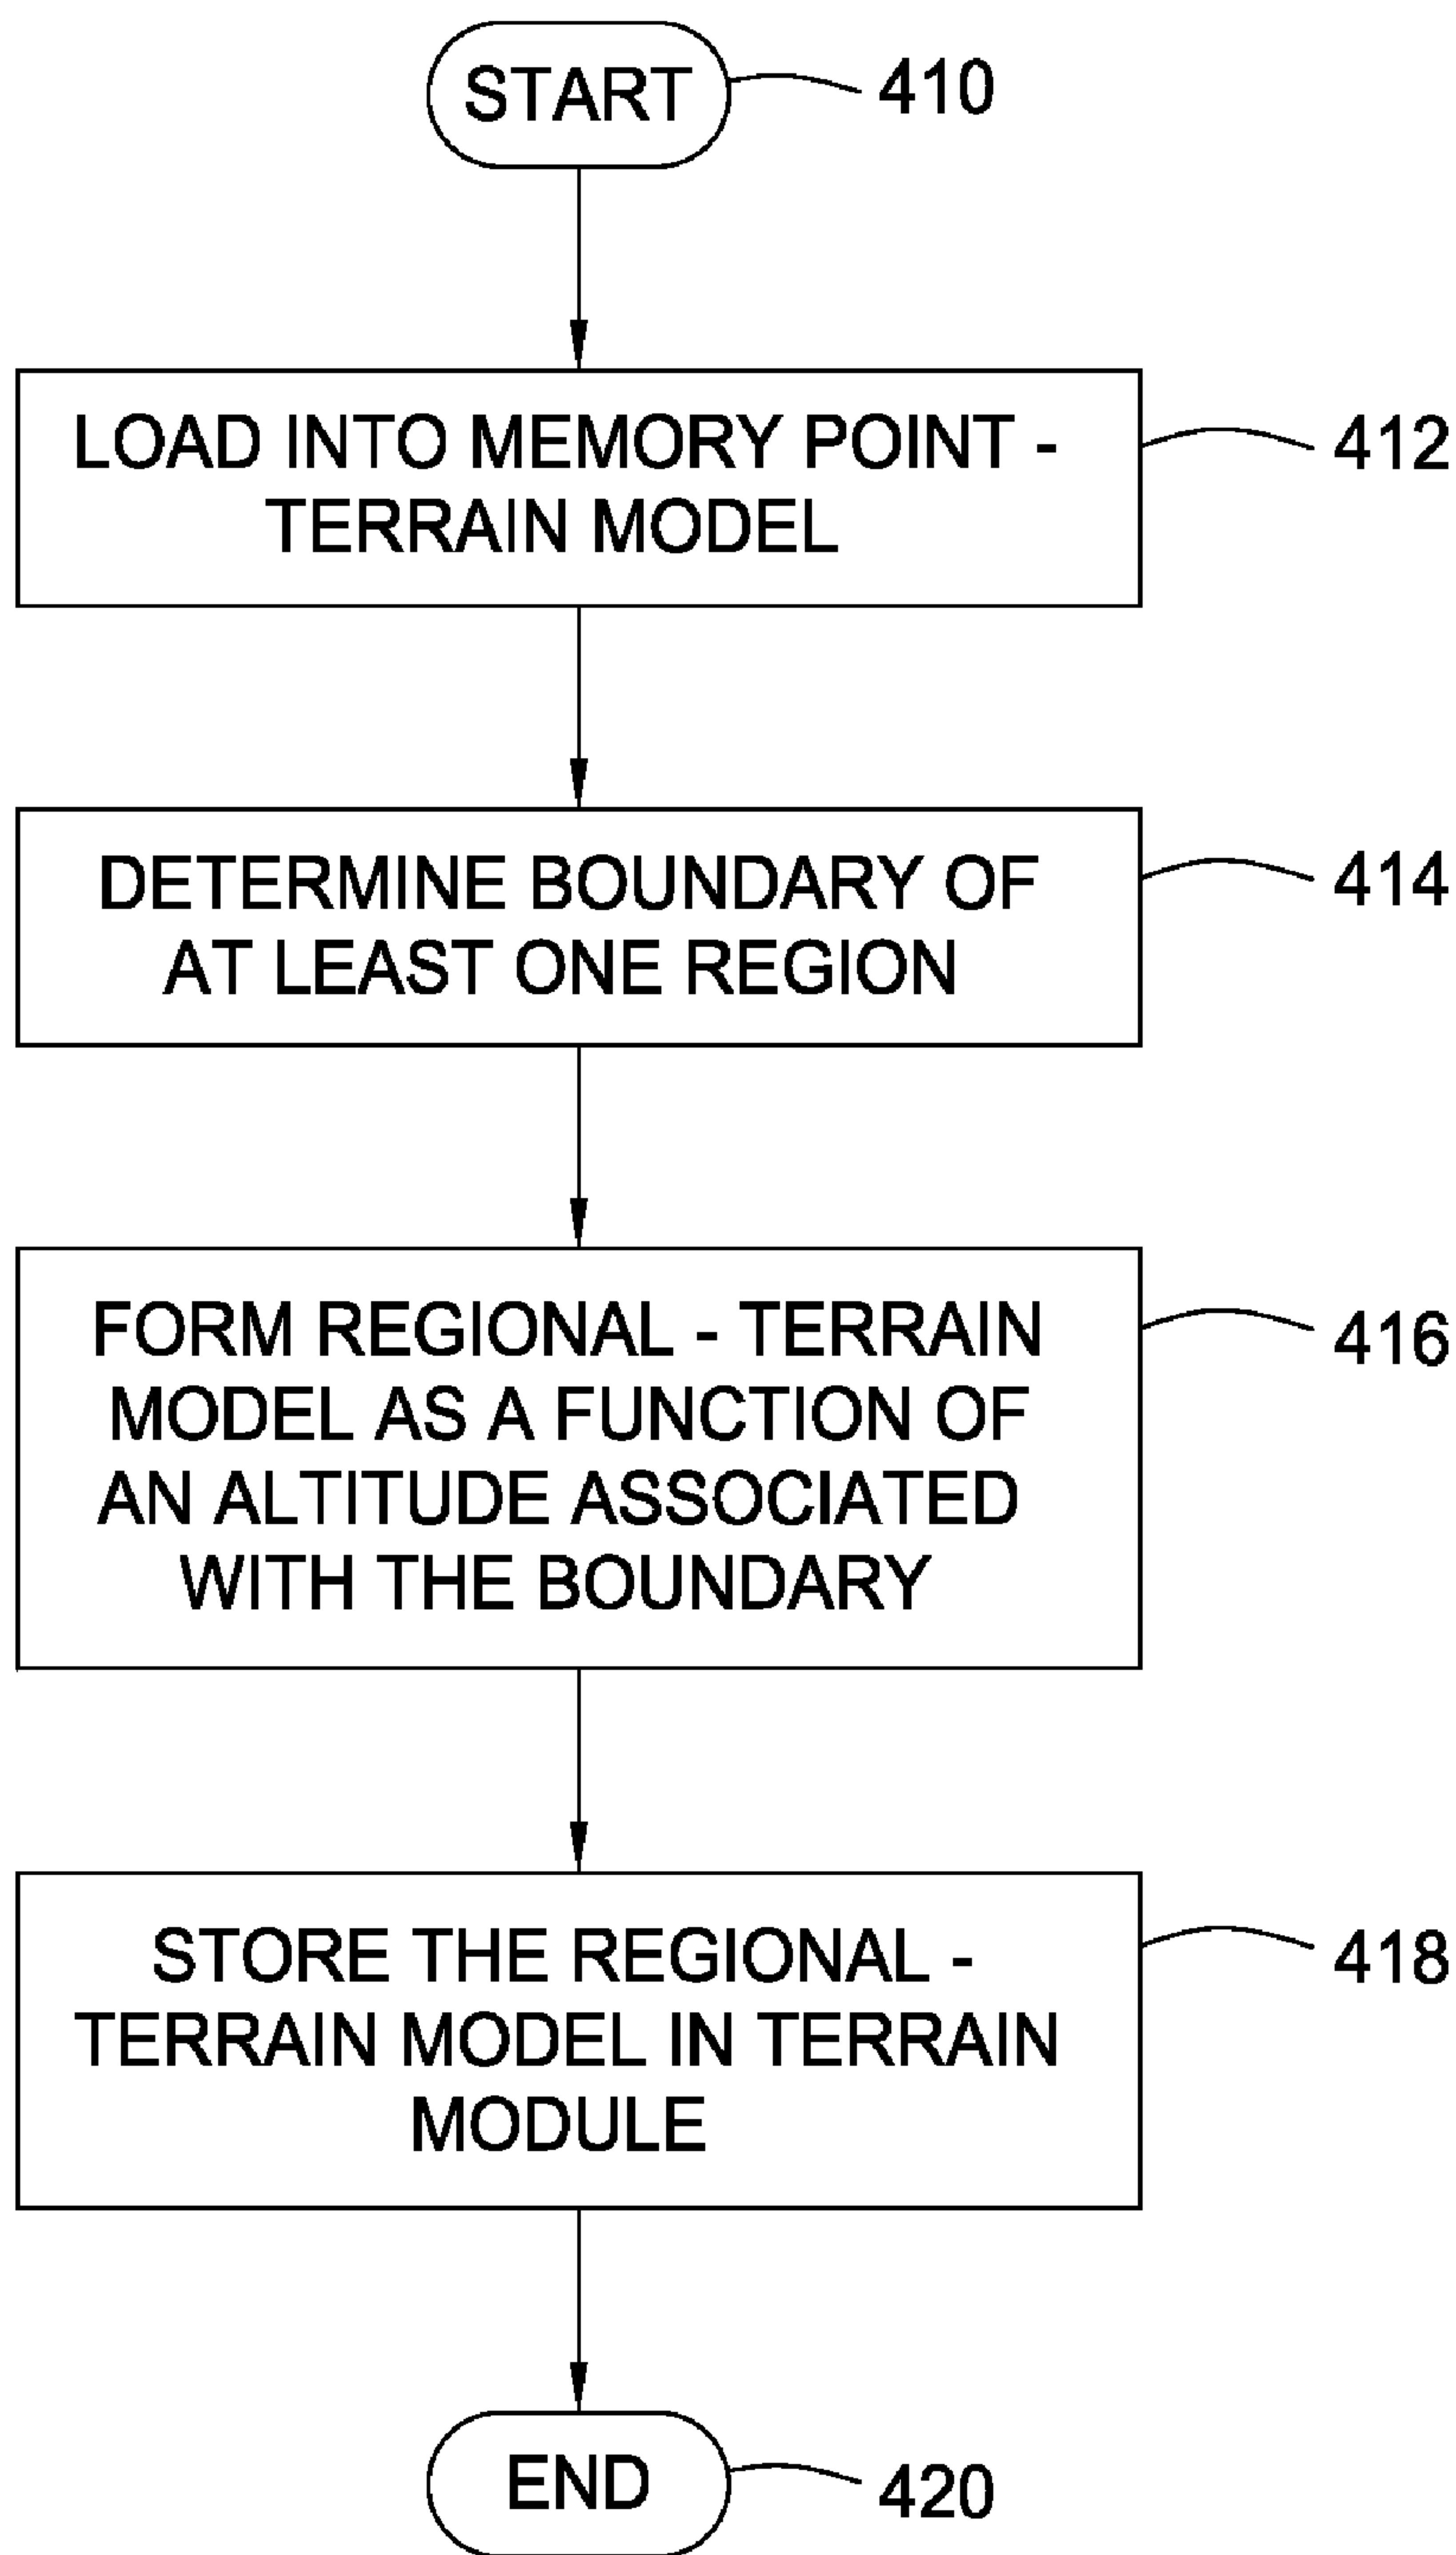 START
410
LOAD INTO MEMORY POINT -
TERRAIN MODEL
412
DETERMINE BOUNDARY OF
AT LEAST ONE REGION
414
FORM REGIONAL - TERRAIN
MODEL AS A FUNCTION OF
AN ALTITUDE ASSOCIATED
WITH THE BOUNDARY
416
STORE THE REGIONAL -
TERRAIN MODEL IN TERRAIN
MODULE
418
END
420